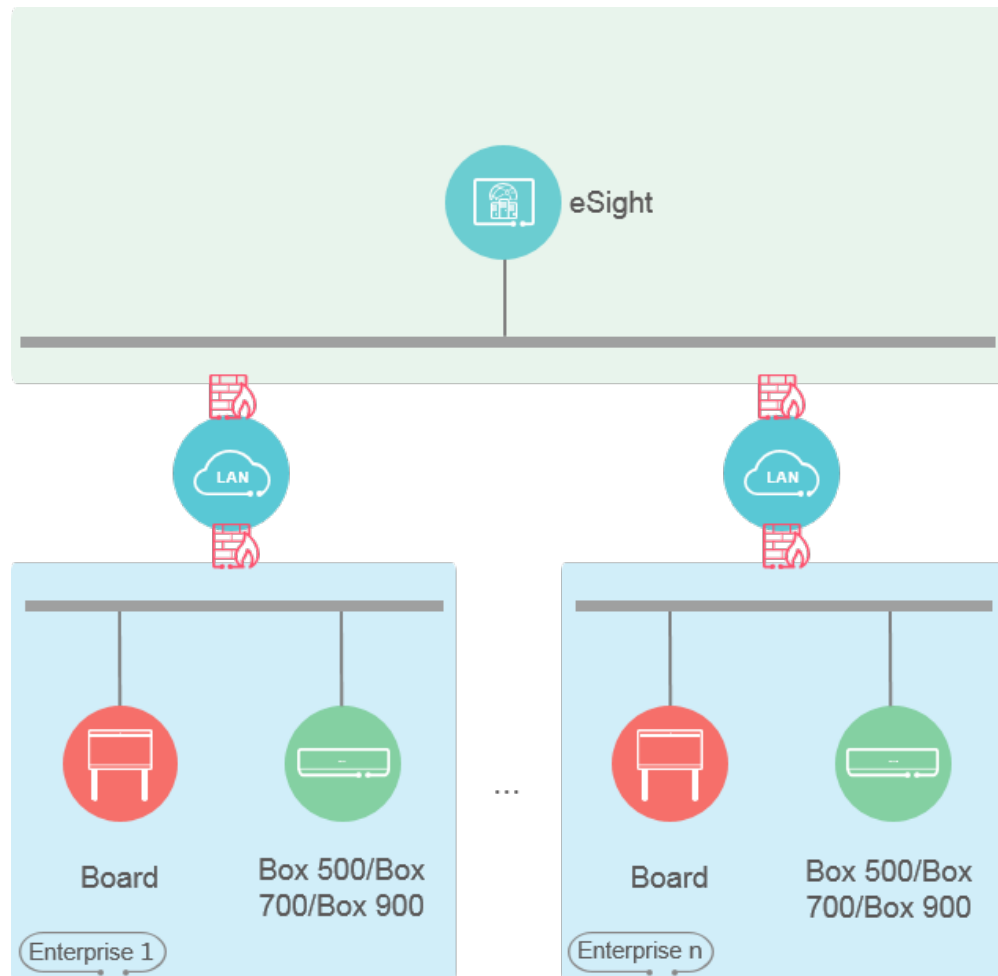 eSight
LAN
LAN
Board
Box 500/Box
700/Box 900
...
Board
Box 500/Box
700/Box 900
Enterprise 1
Enterprise n